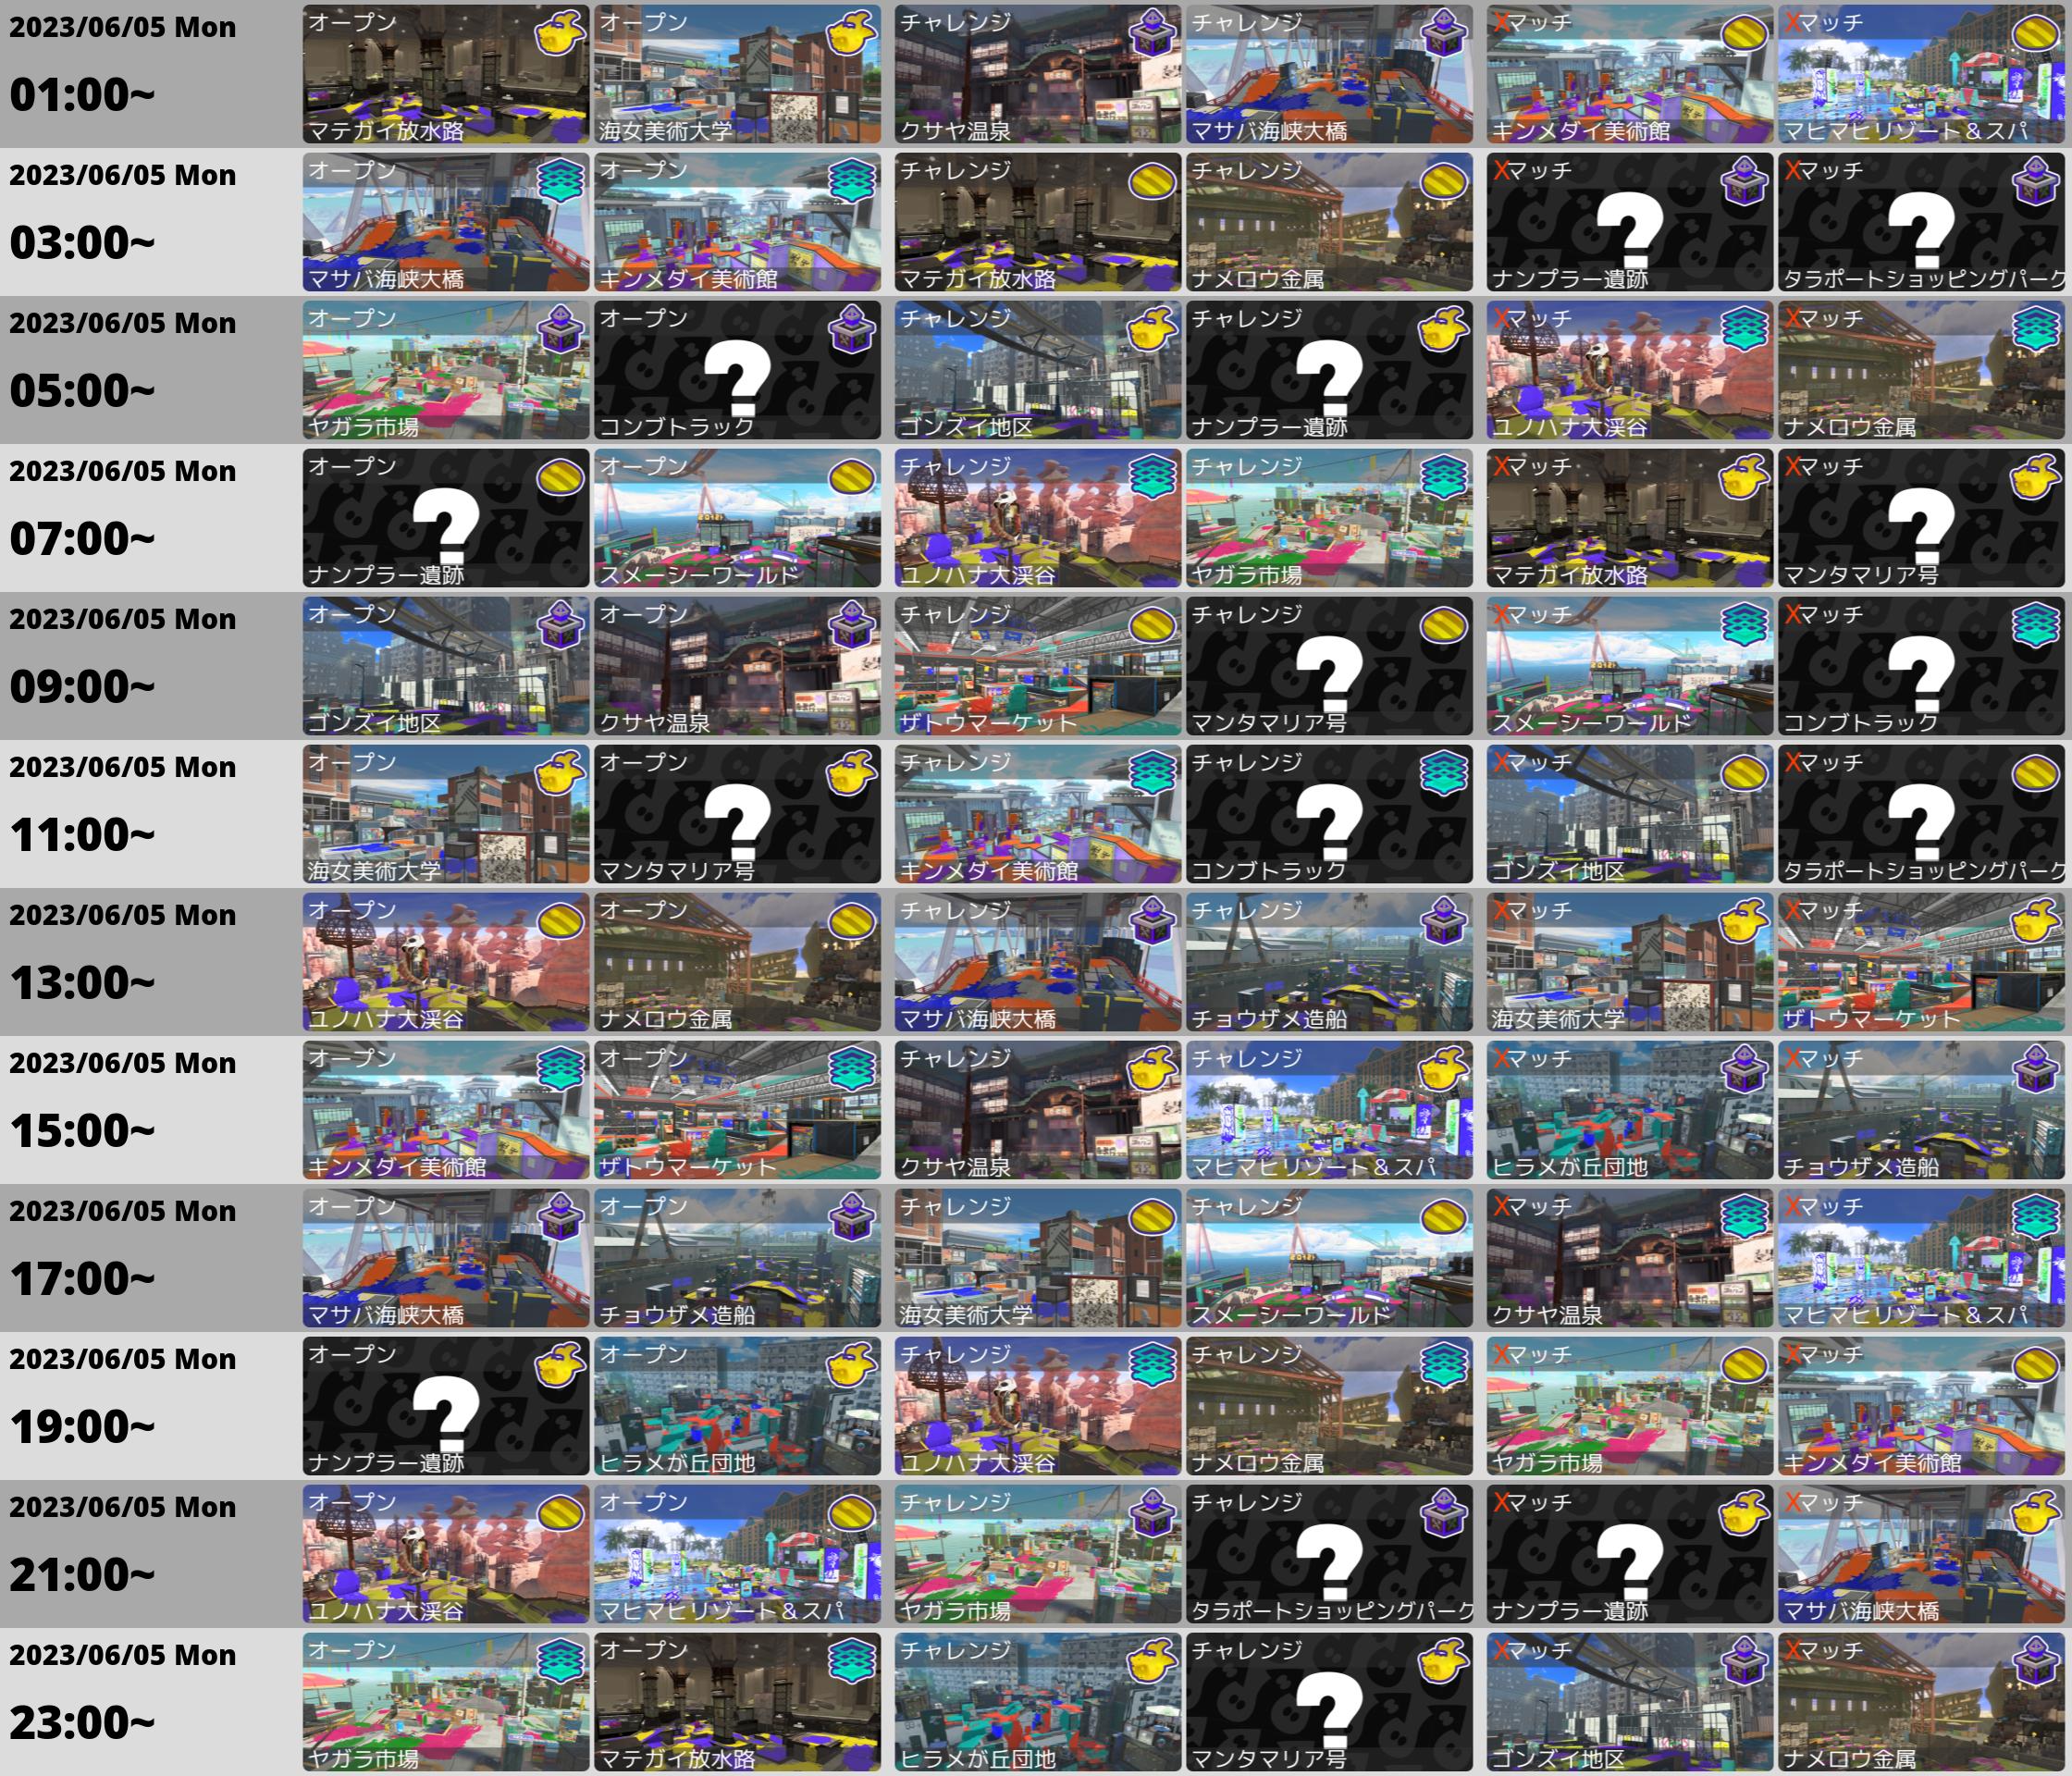 2023/06/05 Mon
01:00~
オープン
マテガイ放水路
オープン
海女美術大学
チャレンジ
クサヤ温泉
チャレンジ
マサバ海峡大橋
Xマッチ
キンメダイ美術館
Xマッチ
マヒマヒリゾート&スパ
2023/06/05 Mon
03:00~
オープン
マサバ海峡大橋
オープン
キンメダイ美術館
チャレンジ
マテガイ放水路
チャレンジ
ナメロウ金属
Xマッチ
ナンプラー遺跡
Xマッチ
タラポートショッピングパーク
2023/06/05 Mon
05:00~
オープン
ヤガラ市場
オープン
コンブトラック
チャレンジ
ゴンズイ地区
チャレンジ
ナンプラー遺跡
Xマッチ
ユノハナ大渓谷
Xマッチ
ナメロウ金属
2023/06/05 Mon
07:00~
オープン
ナンプラー遺跡
オープン
スメーシーワールド
チャレンジ
ユノハナ大渓谷
チャレンジ
ヤガラ市場
Xマッチ
マテガイ放水路
Xマッチ
マンタマリア号
2023/06/05 Mon
09:00~
オープン
ゴンズイ地区
オープン
クサヤ温泉
チャレンジ
ザトウマーケット
チャレンジ
マンタマリア号
Xマッチ
スメーシーワールド
Xマッチ
コンブトラック
2023/06/05 Mon
11:00~
オープン
海女美術大学
オープン
マンタマリア号
チャレンジ
キンメダイ美術館
チャレンジ
コンブトラック
Xマッチ
ゴンズイ地区
Xマッチ
タラポートショッピングパーク
2023/06/05 Mon
13:00~
オープン
ユノハナ大渓谷
オープン
ナメロウ金属
チャレンジ
マサバ海峡大橋
チャレンジ
チョウザメ造船
Xマッチ
海女美術大学
Xマッチ
ザトウマーケット
2023/06/05 Mon
15:00~
オープン
キンメダイ美術館
オープン
ザトウマーケット
チャレンジ
クサヤ温泉
チャレンジ
マヒマヒリゾート&スパ
Xマッチ
ヒラメが丘団地
Xマッチ
チョウザメ造船
2023/06/05 Mon
17:00~
オープン
マサバ海峡大橋
オープン
チョウザメ造船
チャレンジ
海女美術大学
チャレンジ
スメーシーワールド
Xマッチ
クサヤ温泉
Xマッチ
マヒマヒリゾート&スパ
2023/06/05 Mon
19:00~
オープン
ナンプラー遺跡
オープン
ヒラメが丘団地
チャレンジ
ユノハナ大渓谷
チャレンジ
ナメロウ金属
Xマッチ
ヤガラ市場
Xマッチ
キンメダイ美術館
2023/06/05 Mon
21:00~
オープン
ユノハナ大渓谷
オープン
マヒマヒリゾート&スパ
チャレンジ
ヤガラ市場
チャレンジ
タラポートショッピングパーク
Xマッチ
ナンプラー遺跡
Xマッチ
マサバ海峡大橋
2023/06/05 Mon
23:00~
オープン
ヤガラ市場
オープン
マテガイ放水路
チャレンジ
ヒラメが丘団地
チャレンジ
マンタマリア号
Xマッチ
ゴンズイ地区
Xマッチ
ナメロウ金属